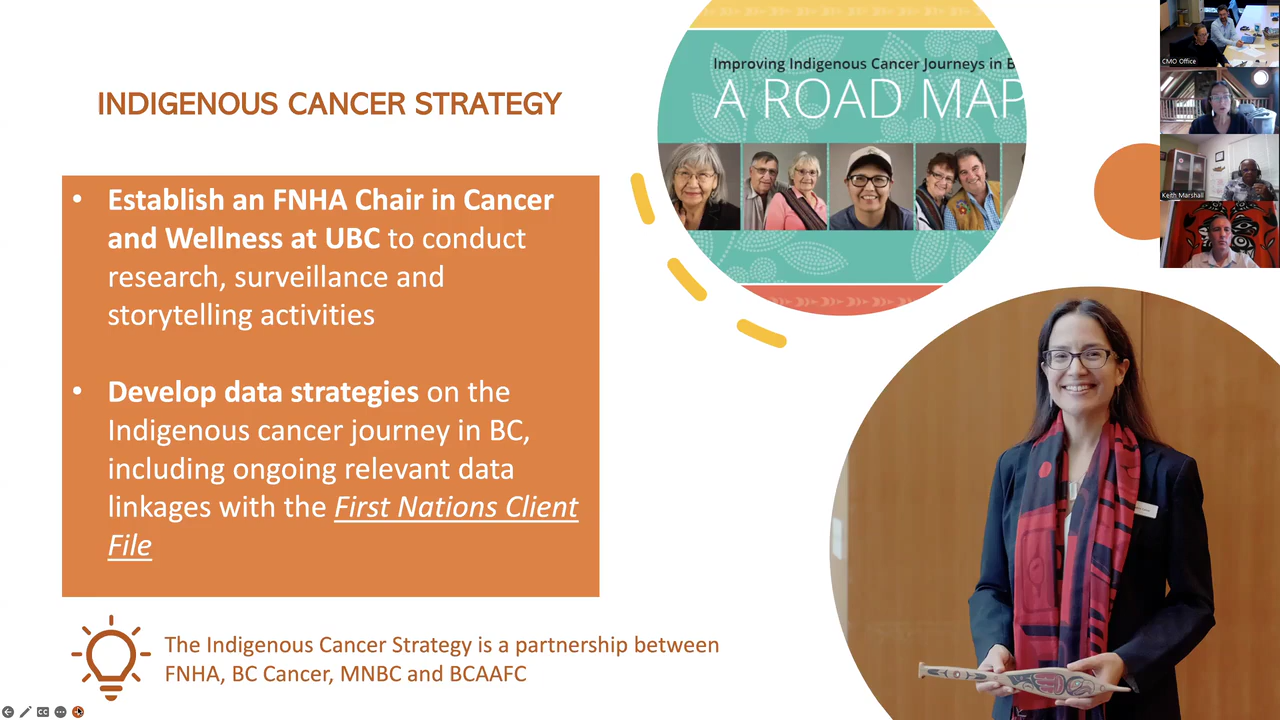 INDIGENOUS CANCER STRATEGY
• Establish an FNHA Chair in Cancer
and Wellness at UBC to conduct
research, surveillance and
storytelling activities
• Develop data strategies on the
Indigenous cancer journey in BC,
including ongoing relevant data
linkages with the First Nations Client
File
The Indigenous Cancer Strategy is a partnership between
FNHA, BC Cancer, MNBC and BCAAFC
Improving Indigenous Cancer Journeys in B
A ROAD MAP
CMO Office
Keith Marshall
CC